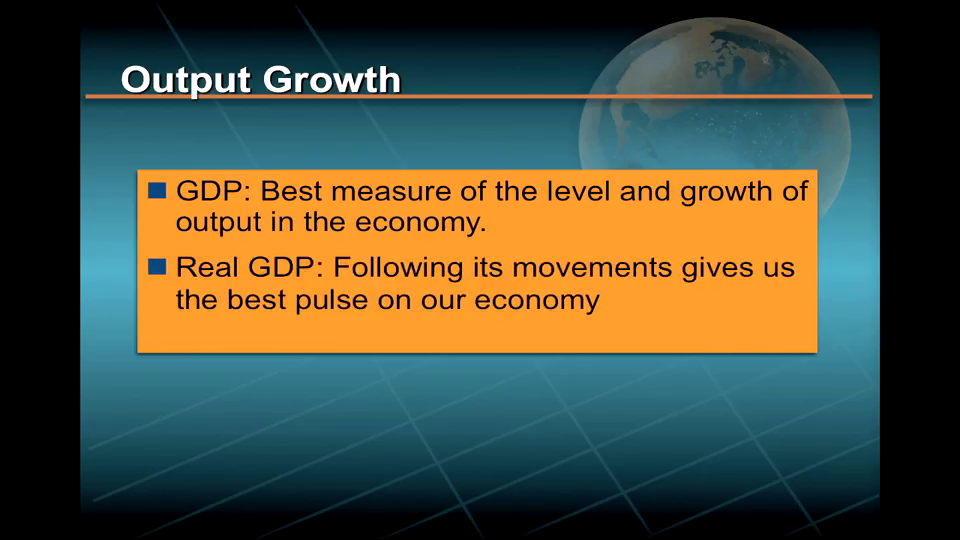 Output Growth
GDP: Best measure of the level and growth of
output in the economy.
Real GDP: Following its movements gives us
the best pulse on our economy